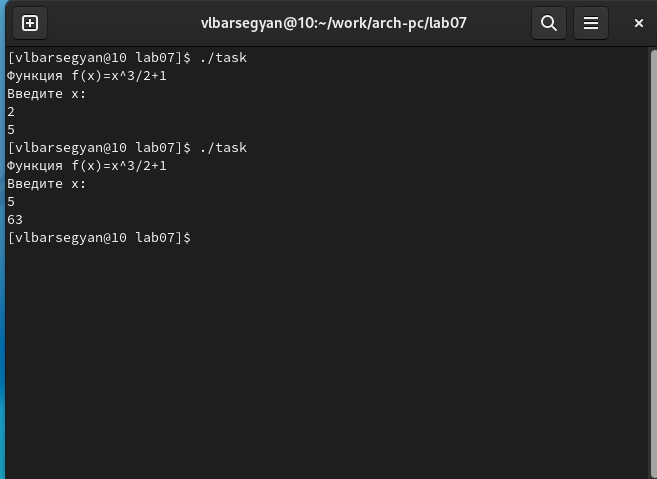 vlbarsegyan@10:~/work/arch-pc/lab07
[vlbarsegyan@10 lab07]$ ./task
Функция f(x)=x^3/2+1
Введите x:
2
5
[vlbarsegyan@10 lab07]$ ./task
Функция f(x)=x^3/2+1
Введите x:
5
63
[vlbarsegyan@10 lab07]$